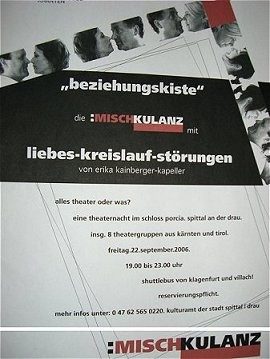 KÄRNTEN
„beziehungskiste“
die :MISCHKULANZ mit
liebes-kreislauf-störungen
von erika kainberger-kapeller
alles theater oder was?
eine theaternacht im schloss porcia. spittal an der drau.
insg. 8 theatergruppen aus kärnten und tirol.
freitag.22.september.2006.
19.00 bis 23.00 uhr
shuttlebus von klagenfurt und villach!
reservierungspflicht.
mehr infos unter: 0 47 62 565 0220. kulturamt der stadt spittal | drau
:MISCHKULANZ